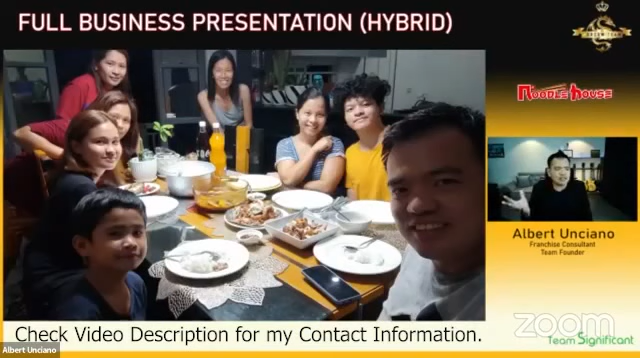 FULL BUSINESS PRESENTATION (HYBRID)
NOODLE HOUSE
Albert Unciano
Franchise Consultant
Team Founder
Check Video Description for my Contact Information.
zoom
Team Significant
Albert Unciano